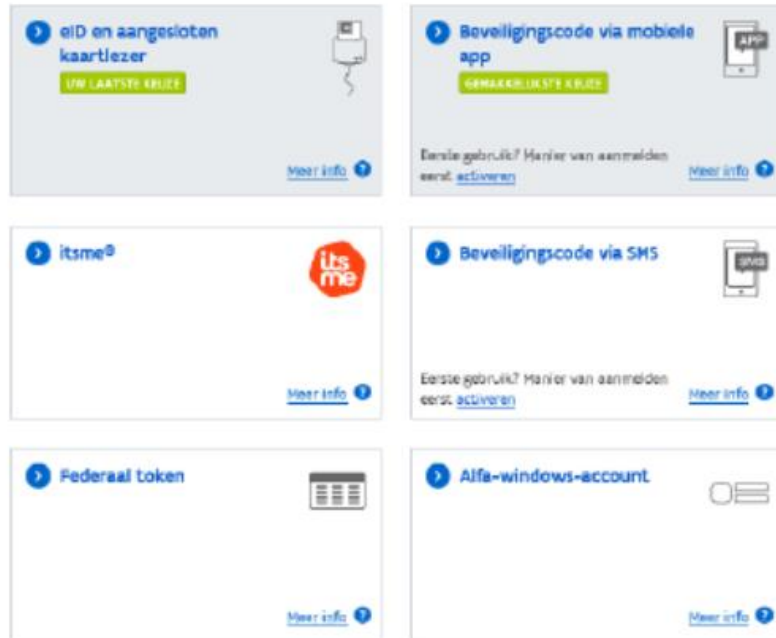 eID en aangesloten
kaartlezer
UW LAATSTE KEUZE
Meer info ?
Beveiligingscode via mobiele
app
APP
GEMAKKELIJKSTE KEUZE
Eerste gebruik? Manier van aanmelden
eerst activeren
Meer info ?
itsme®
its
me
Meer info ?
Beveiligingscode via SMS
SMS
Eerste gebruik? Manier van aanmelden
eerst activeren
Meer info ?
Federaal token
Meer info ?
Alfa-windows-account
Meer info ?